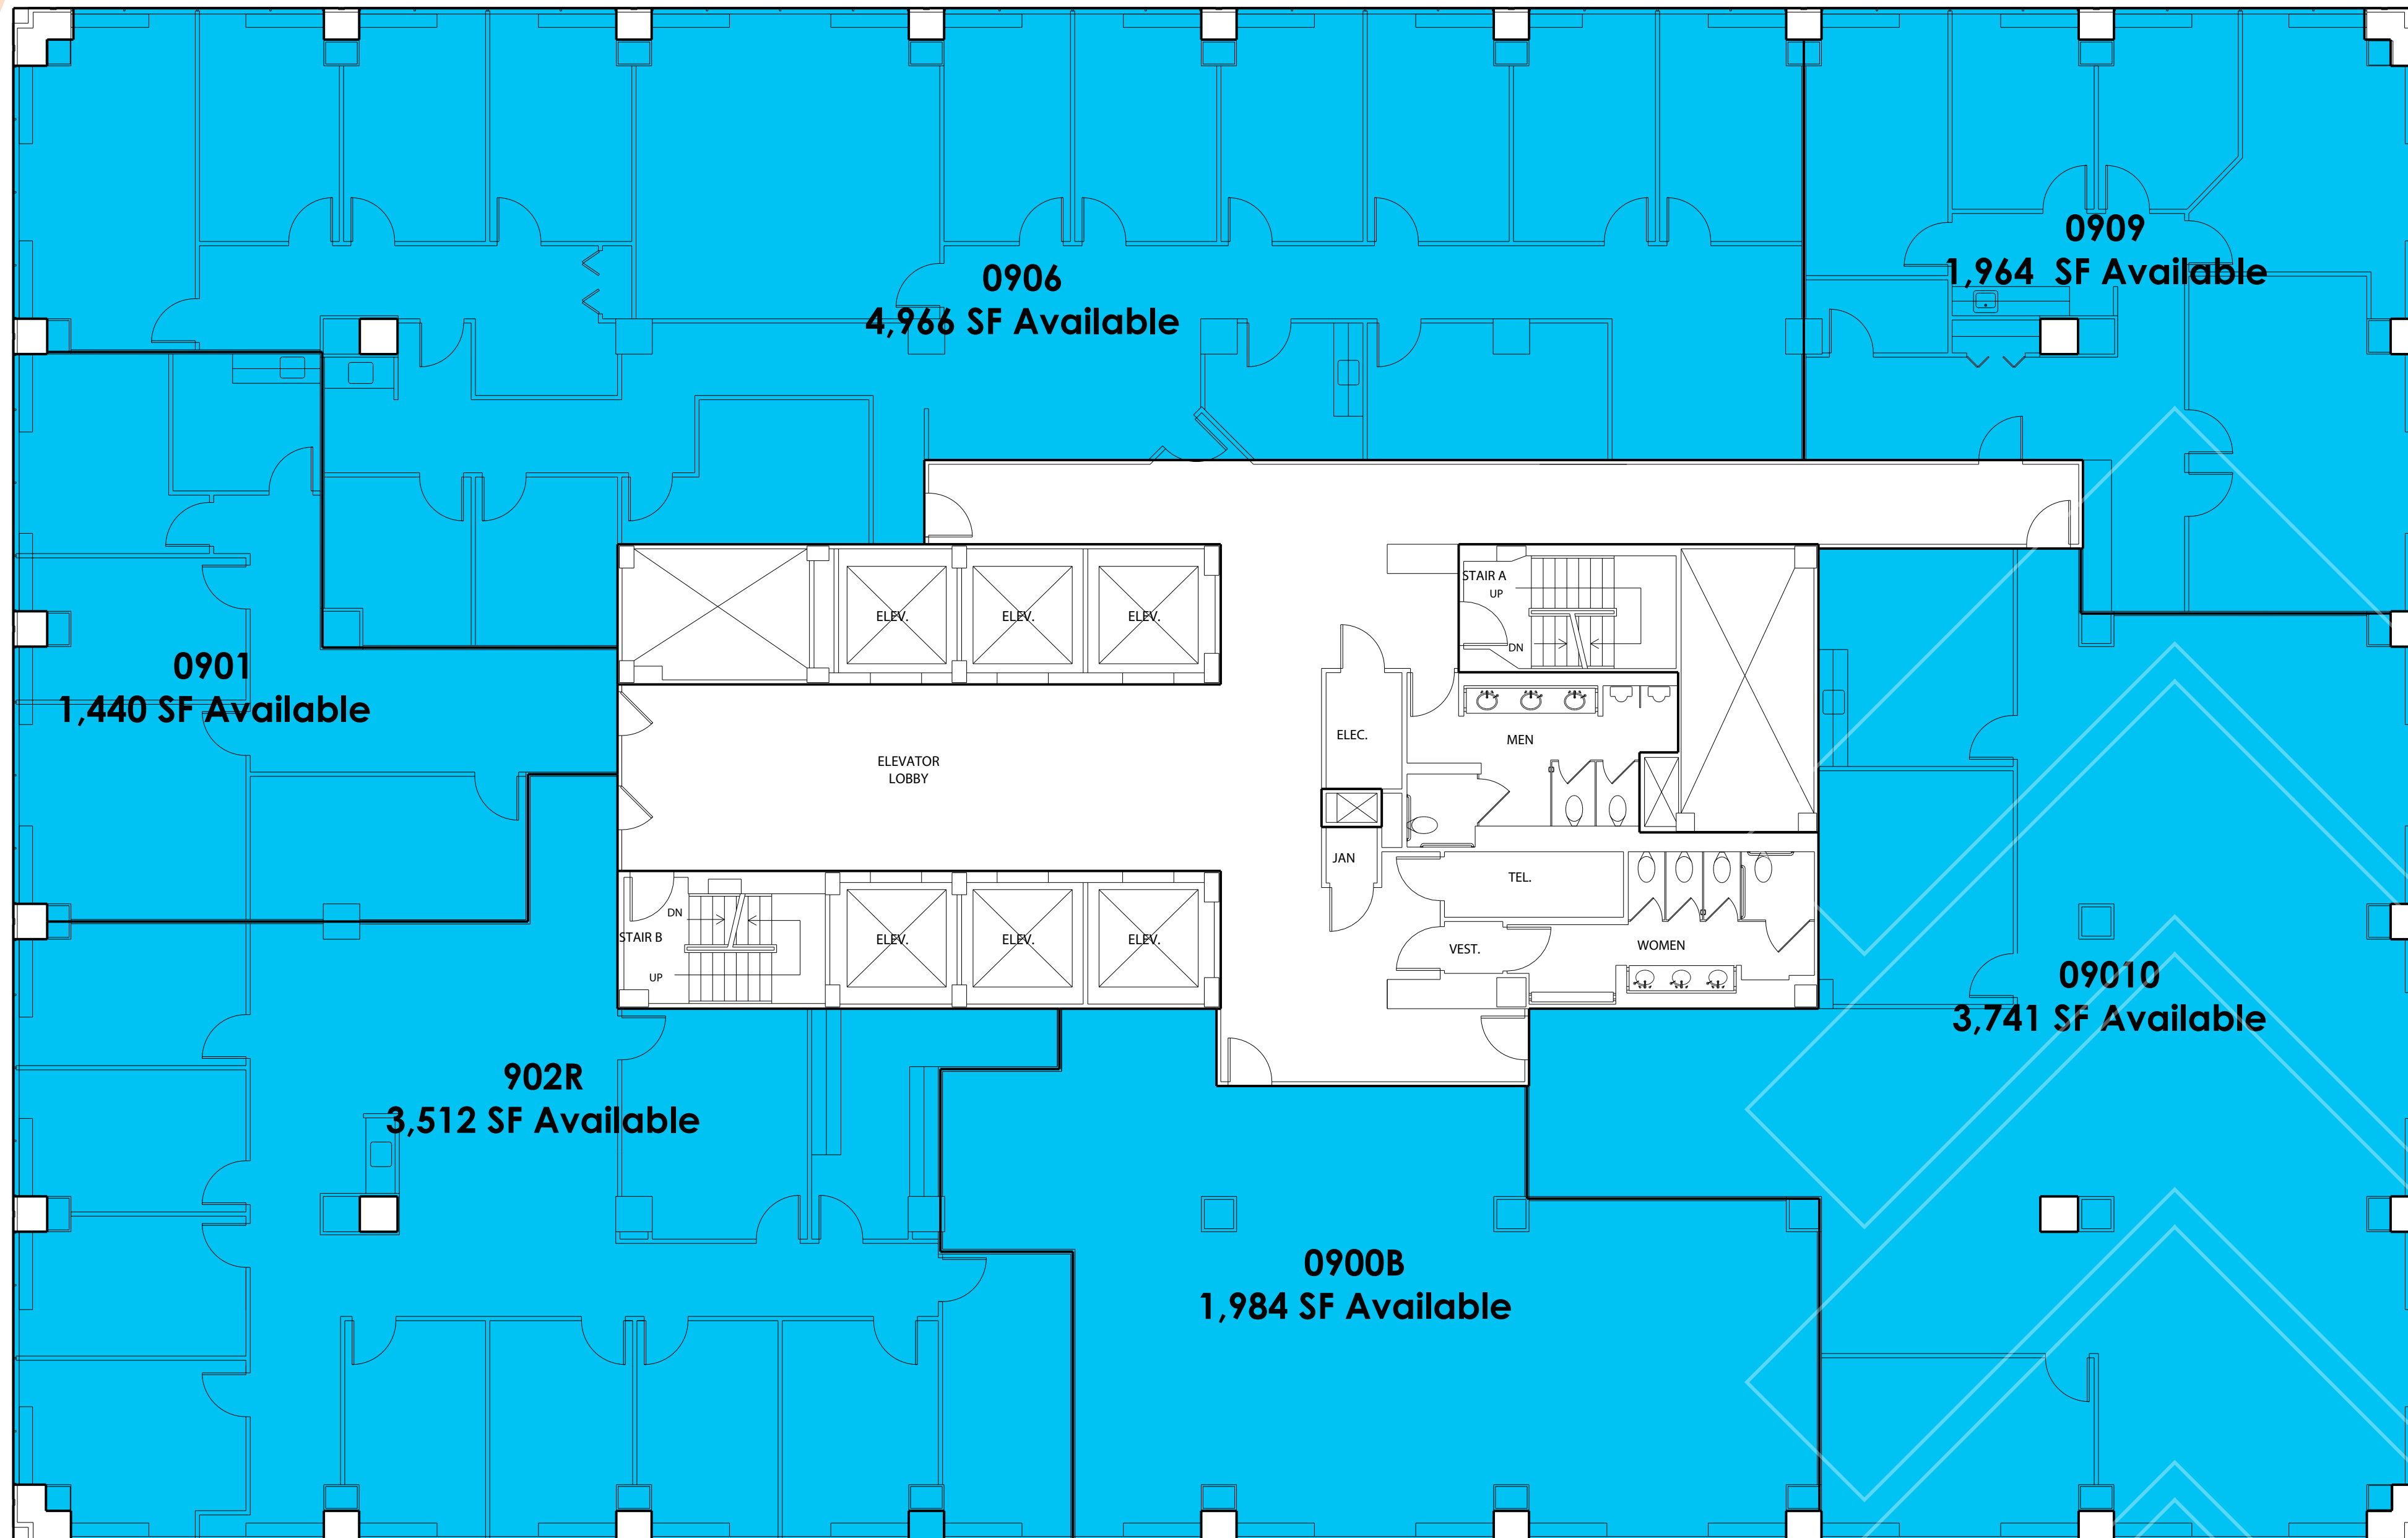 0906
4,966 SF Available
0909
1,964 SF Available
0901
1,440 SF Available
ELEV.
ELEV.
ELEV.
STAIR A
UP
DN
ELEC.
MEN
ELEVATOR
LOBBY
JAN
TEL.
DN
STAIR B
UP
ELEV.
ELEV.
ELEV.
VEST.
WOMEN
09010
3,741 SF Available
902R
3,512 SF Available
0900B
1,984 SF Available